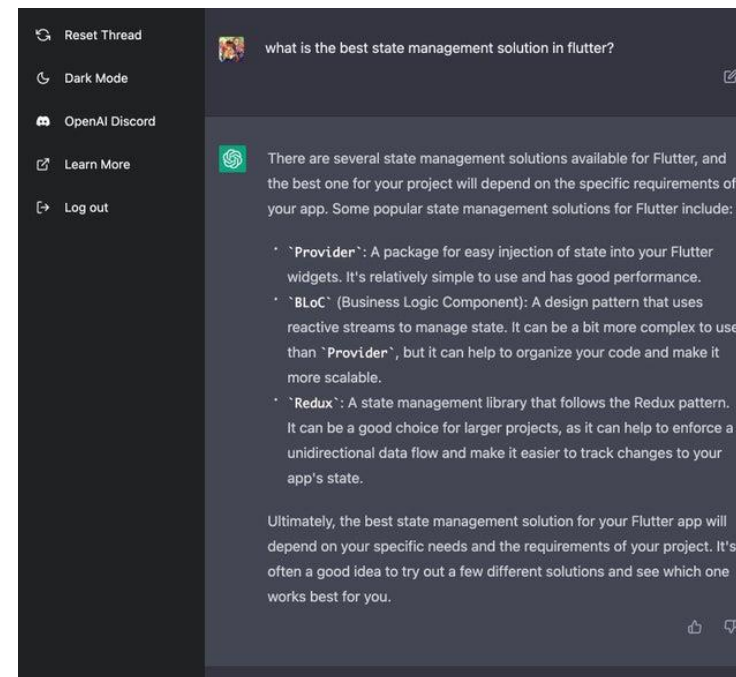 Reset Thread
Dark Mode
OpenAI Discord
Learn More
Log out
what is the best state management solution in flutter?
There are several state management solutions available for Flutter, and
the best one for your project will depend on the specific requirements of
your app. Some popular state management solutions for Flutter include:
• `Provider`: A package for easy injection of state into your Flutter
widgets. It's relatively simple to use and has good performance.
• `BLoC` (Business Logic Component): A design pattern that uses
reactive streams to manage state. It can be a bit more complex to use
than `Provider`, but it can help to organize your code and make it
more scalable.
• `Redux`: A state management library that follows the Redux pattern.
It can be a good choice for larger projects, as it can help to enforce a
unidirectional data flow and make it easier to track changes to your
app's state.
Ultimately, the best state management solution for your Flutter app will
depend on your specific needs and the requirements of your project. It's
often a good idea to try out a few different solutions and see which one
works best for you.